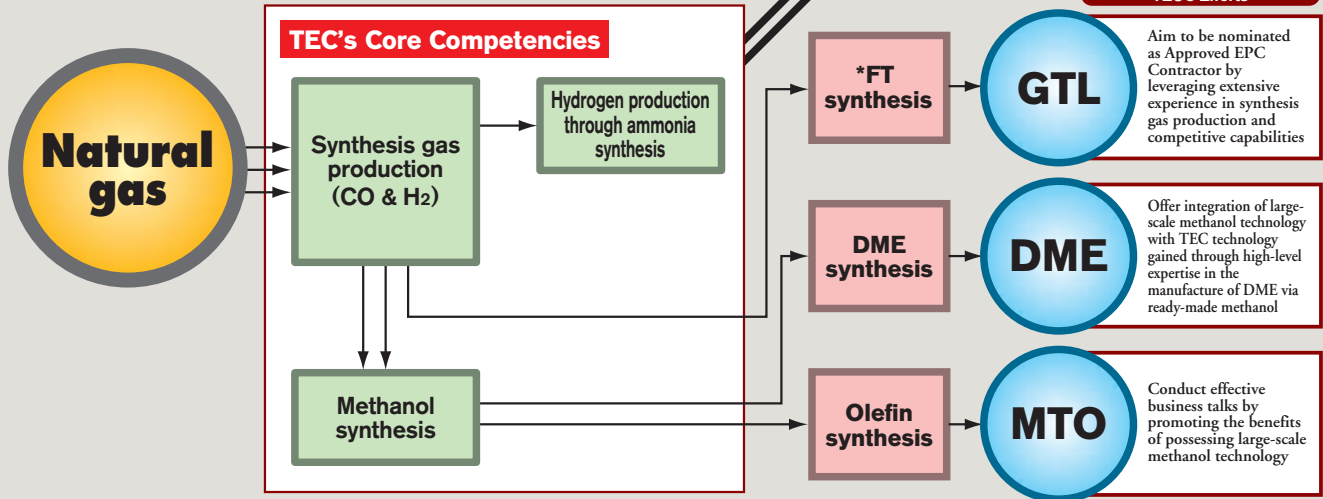 TEC's Core Competencies
Natural
gas
Synthesis gas
production
(CO & H2)
Hydrogen production
through ammonia
synthesis
Methanol
synthesis
*FT
synthesis
GTL
Aim to be nominated
as Approved EPC
Contractor by
leveraging extensive
experience in synthesis
gas production and
competitive capabilities
DME
synthesis
DME
Offer integration of large-
scale methanol technology
with TEC technology
gained through high-level
expertise in the
manufacture of DME via
ready-made methanol
Olefin
synthesis
MTO
Conduct effective
business talks by
promoting the benefits
of possessing large-scale
methanol technology